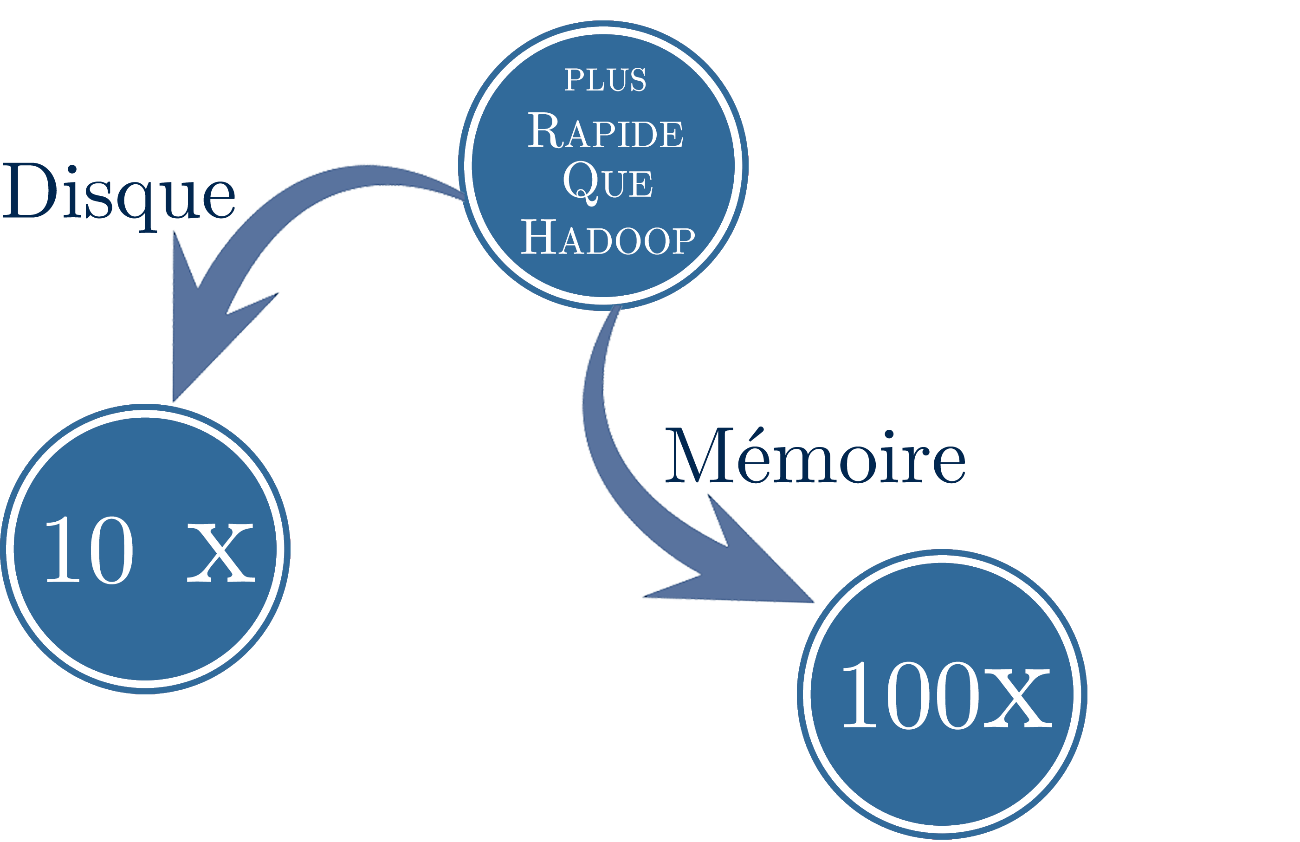 PLUS
RAPIDE
QUE
HADOOP
Disque
Mémoire
10 X
100X